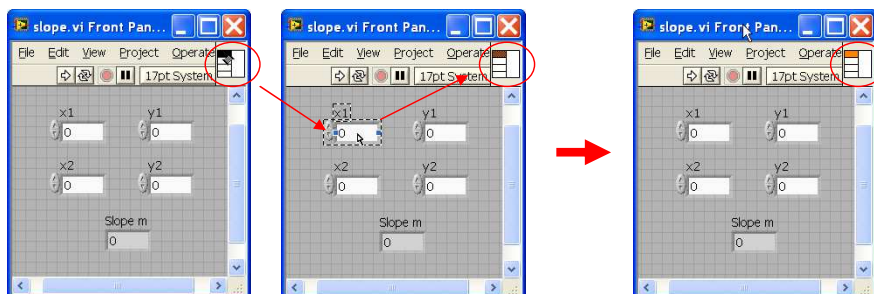 slope.vi Front Pan...
File Edit View Project Operate
17pt System
x1 y1
0 0
x2 y2
0 0
Slope m
0
slope.vi Front Pan...
File Edit View Project Operate
17pt System
x1 y1
0 0
x2 y2
0 0
Slope m
0
slope.vi Front Pan...
File Edit View Project Operate
17pt System
x1 y1
0 0
x2 y2
0 0
Slope m
0